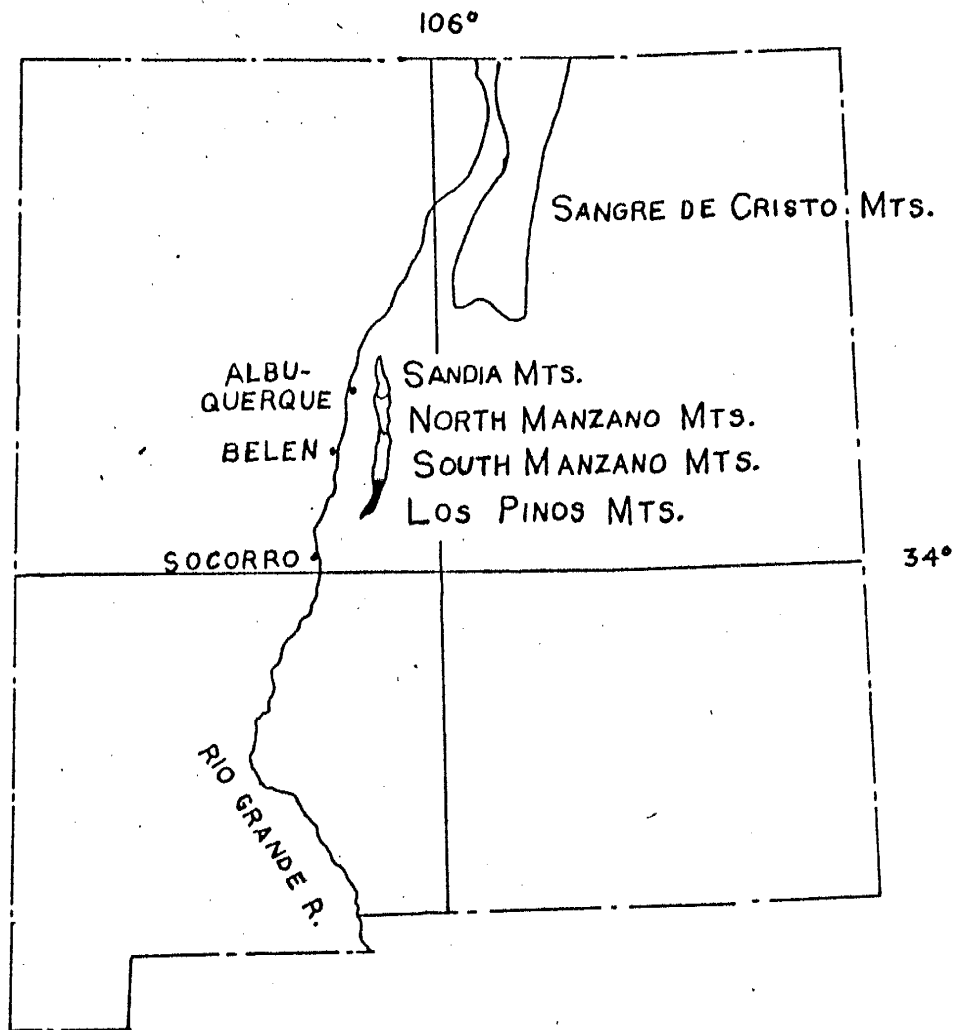 106°
SANGRE DE CRISTO MTS.
ALBU-
QUERQUE
SANDIA MTS.
NORTH MANZANO MTS.
BELEN
SOUTH MANZANO MTS.
LOS PINOS MTS.
SOCORRO
34°
RIO GRANDE R.